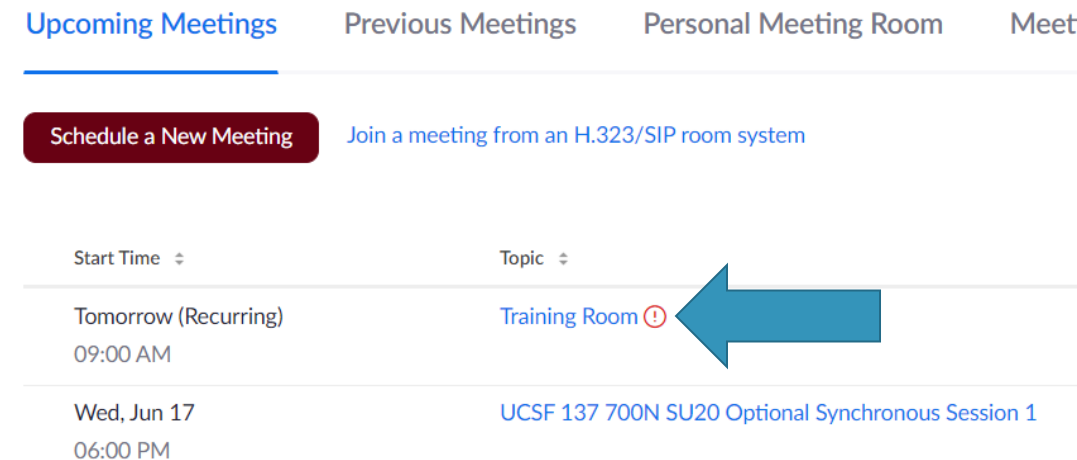 Upcoming Meetings Previous Meetings Personal Meeting Room Meet
Schedule a New Meeting Join a meeting from an H.323/SIP room system
Start Time Topic
Tomorrow (Recurring) Training Room
09:00 AM
Wed, Jun 17 UCSF 137 700N SU20 Optional Synchronous Session 1
06:00 PM